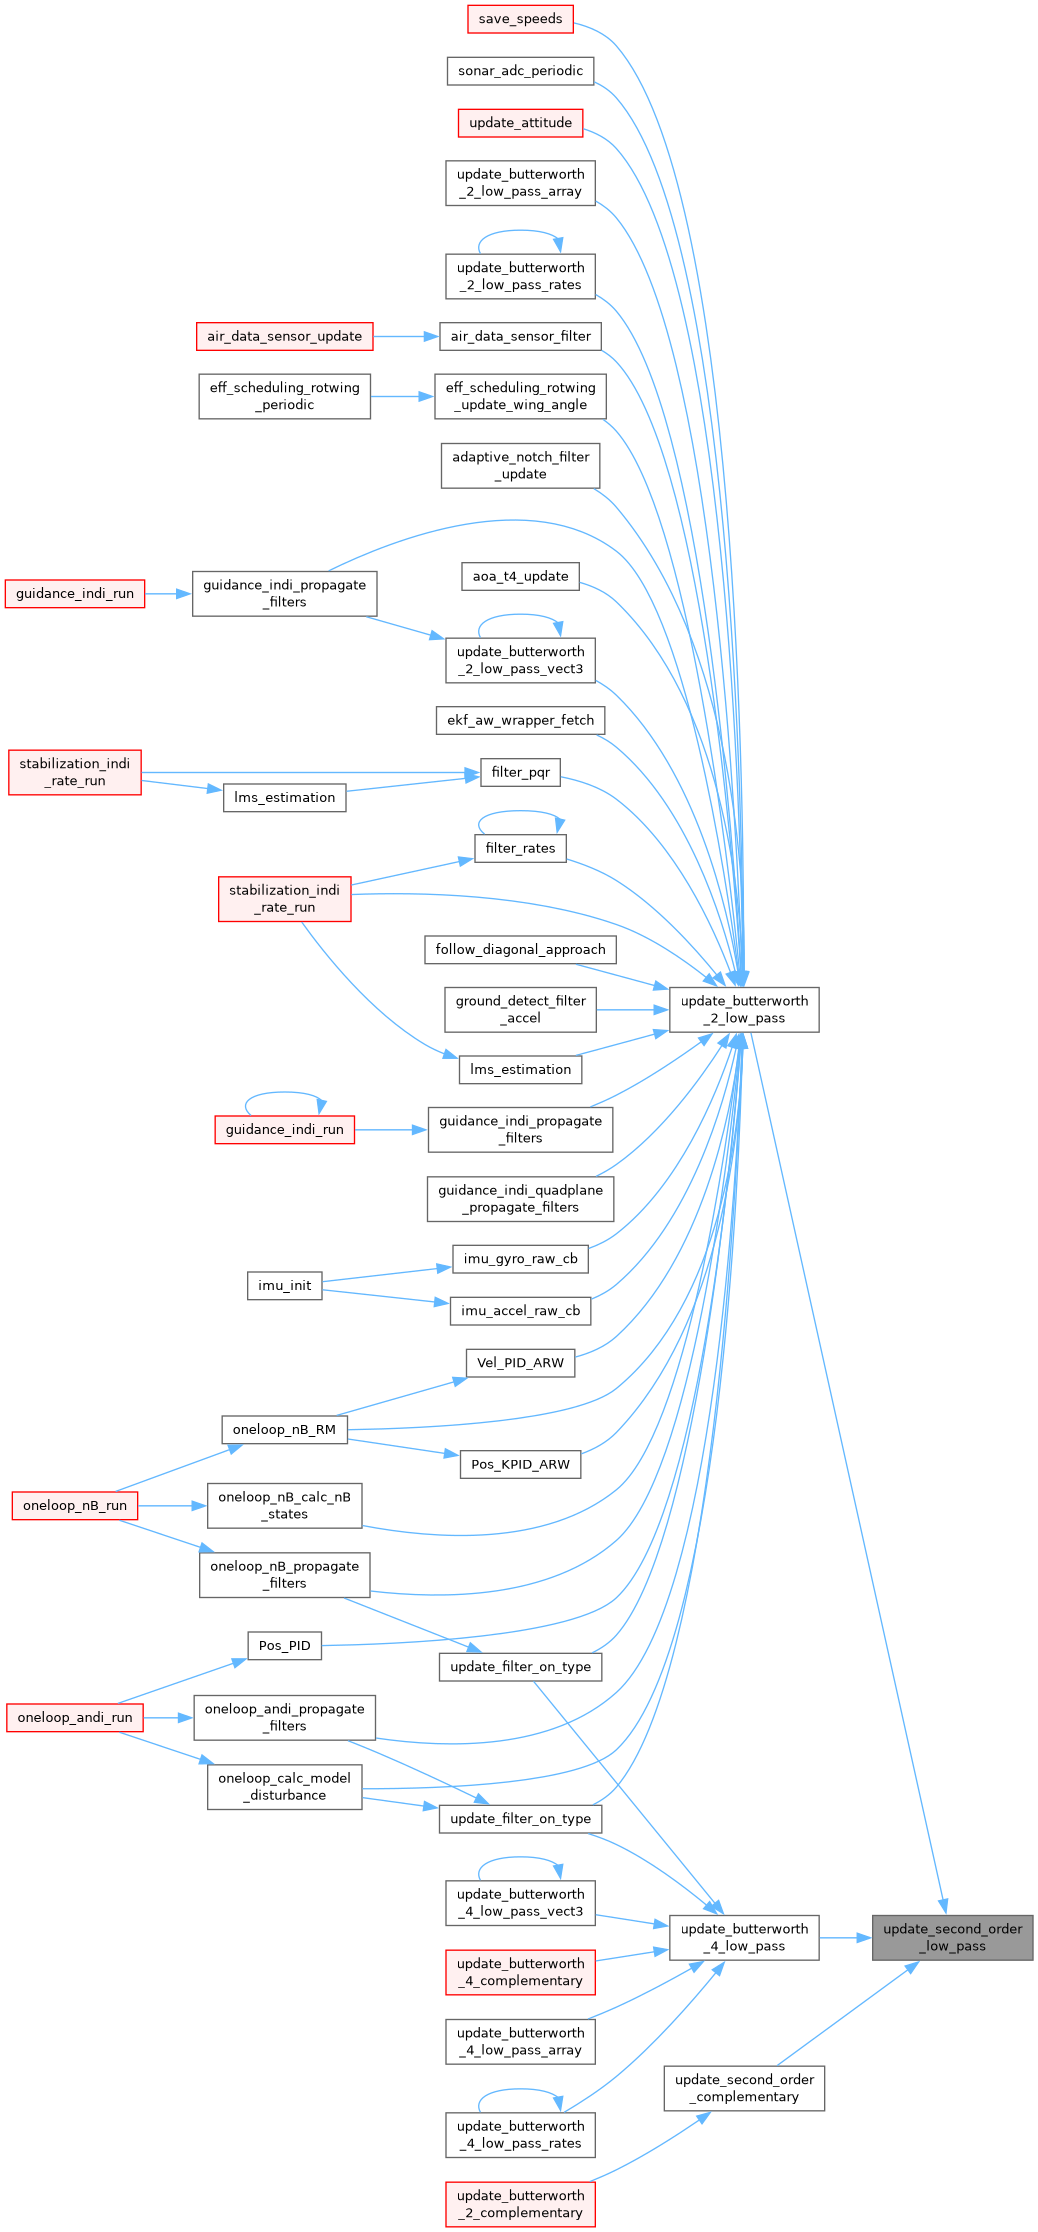 save_speeds
sonar_adc_periodic
update_attitude
update_butterworth
_2_low_pass_array
update_butterworth
_2_low_pass_rates
air_data_sensor_update
air_data_sensor_filter
eff_scheduling_rotwing
_periodic
eff_scheduling_rotwing
_update_wing_angle
adaptive_notch_filter
_update
guidance_indi_run
guidance_indi_propagate
_filters
aoa_t4_update
update_butterworth
_2_low_pass_vect3
ekf_aw_wrapper_fetch
stabilization_indi
_rate_run
lms_estimation
filter_pqr
filter_rates
stabilization_indi
_rate_run
follow_diagonal_approach
ground_detect_filter
_accel
update_butterworth
_2_low_pass
lms_estimation
guidance_indi_run
guidance_indi_propagate
_filters
guidance_indi_quadplane
_propagate_filters
imu_gyro_raw_cb
imu_init
imu_accel_raw_cb
Vel_PID_ARW
oneloop_nB_RM
Pos_KPID_ARW
oneloop_nB_run
oneloop_nB_calc_nB
_states
oneloop_nB_propagate
_filters
Pos_PID
update_filter_on_type
oneloop_andi_run
oneloop_andi_propagate
_filters
oneloop_calc_model
_disturbance
update_filter_on_type
update_butterworth
_4_low_pass_vect3
update_butterworth
_4_low_pass
update_second_order
_low_pass
update_butterworth
_4_complementary
update_butterworth
_4_low_pass_array
update_second_order
_complementary
update_butterworth
_4_low_pass_rates
update_butterworth
_2_complementary